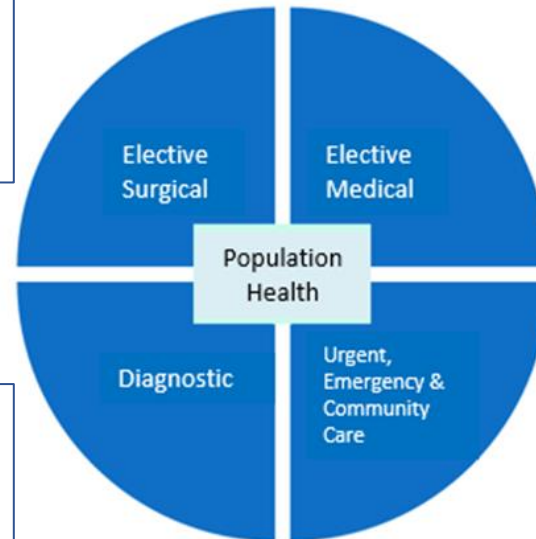 Elective
Surgical
Elective
Medical
Population
Health
Diagnostic
Urgent,
Emergency &
Community
Care